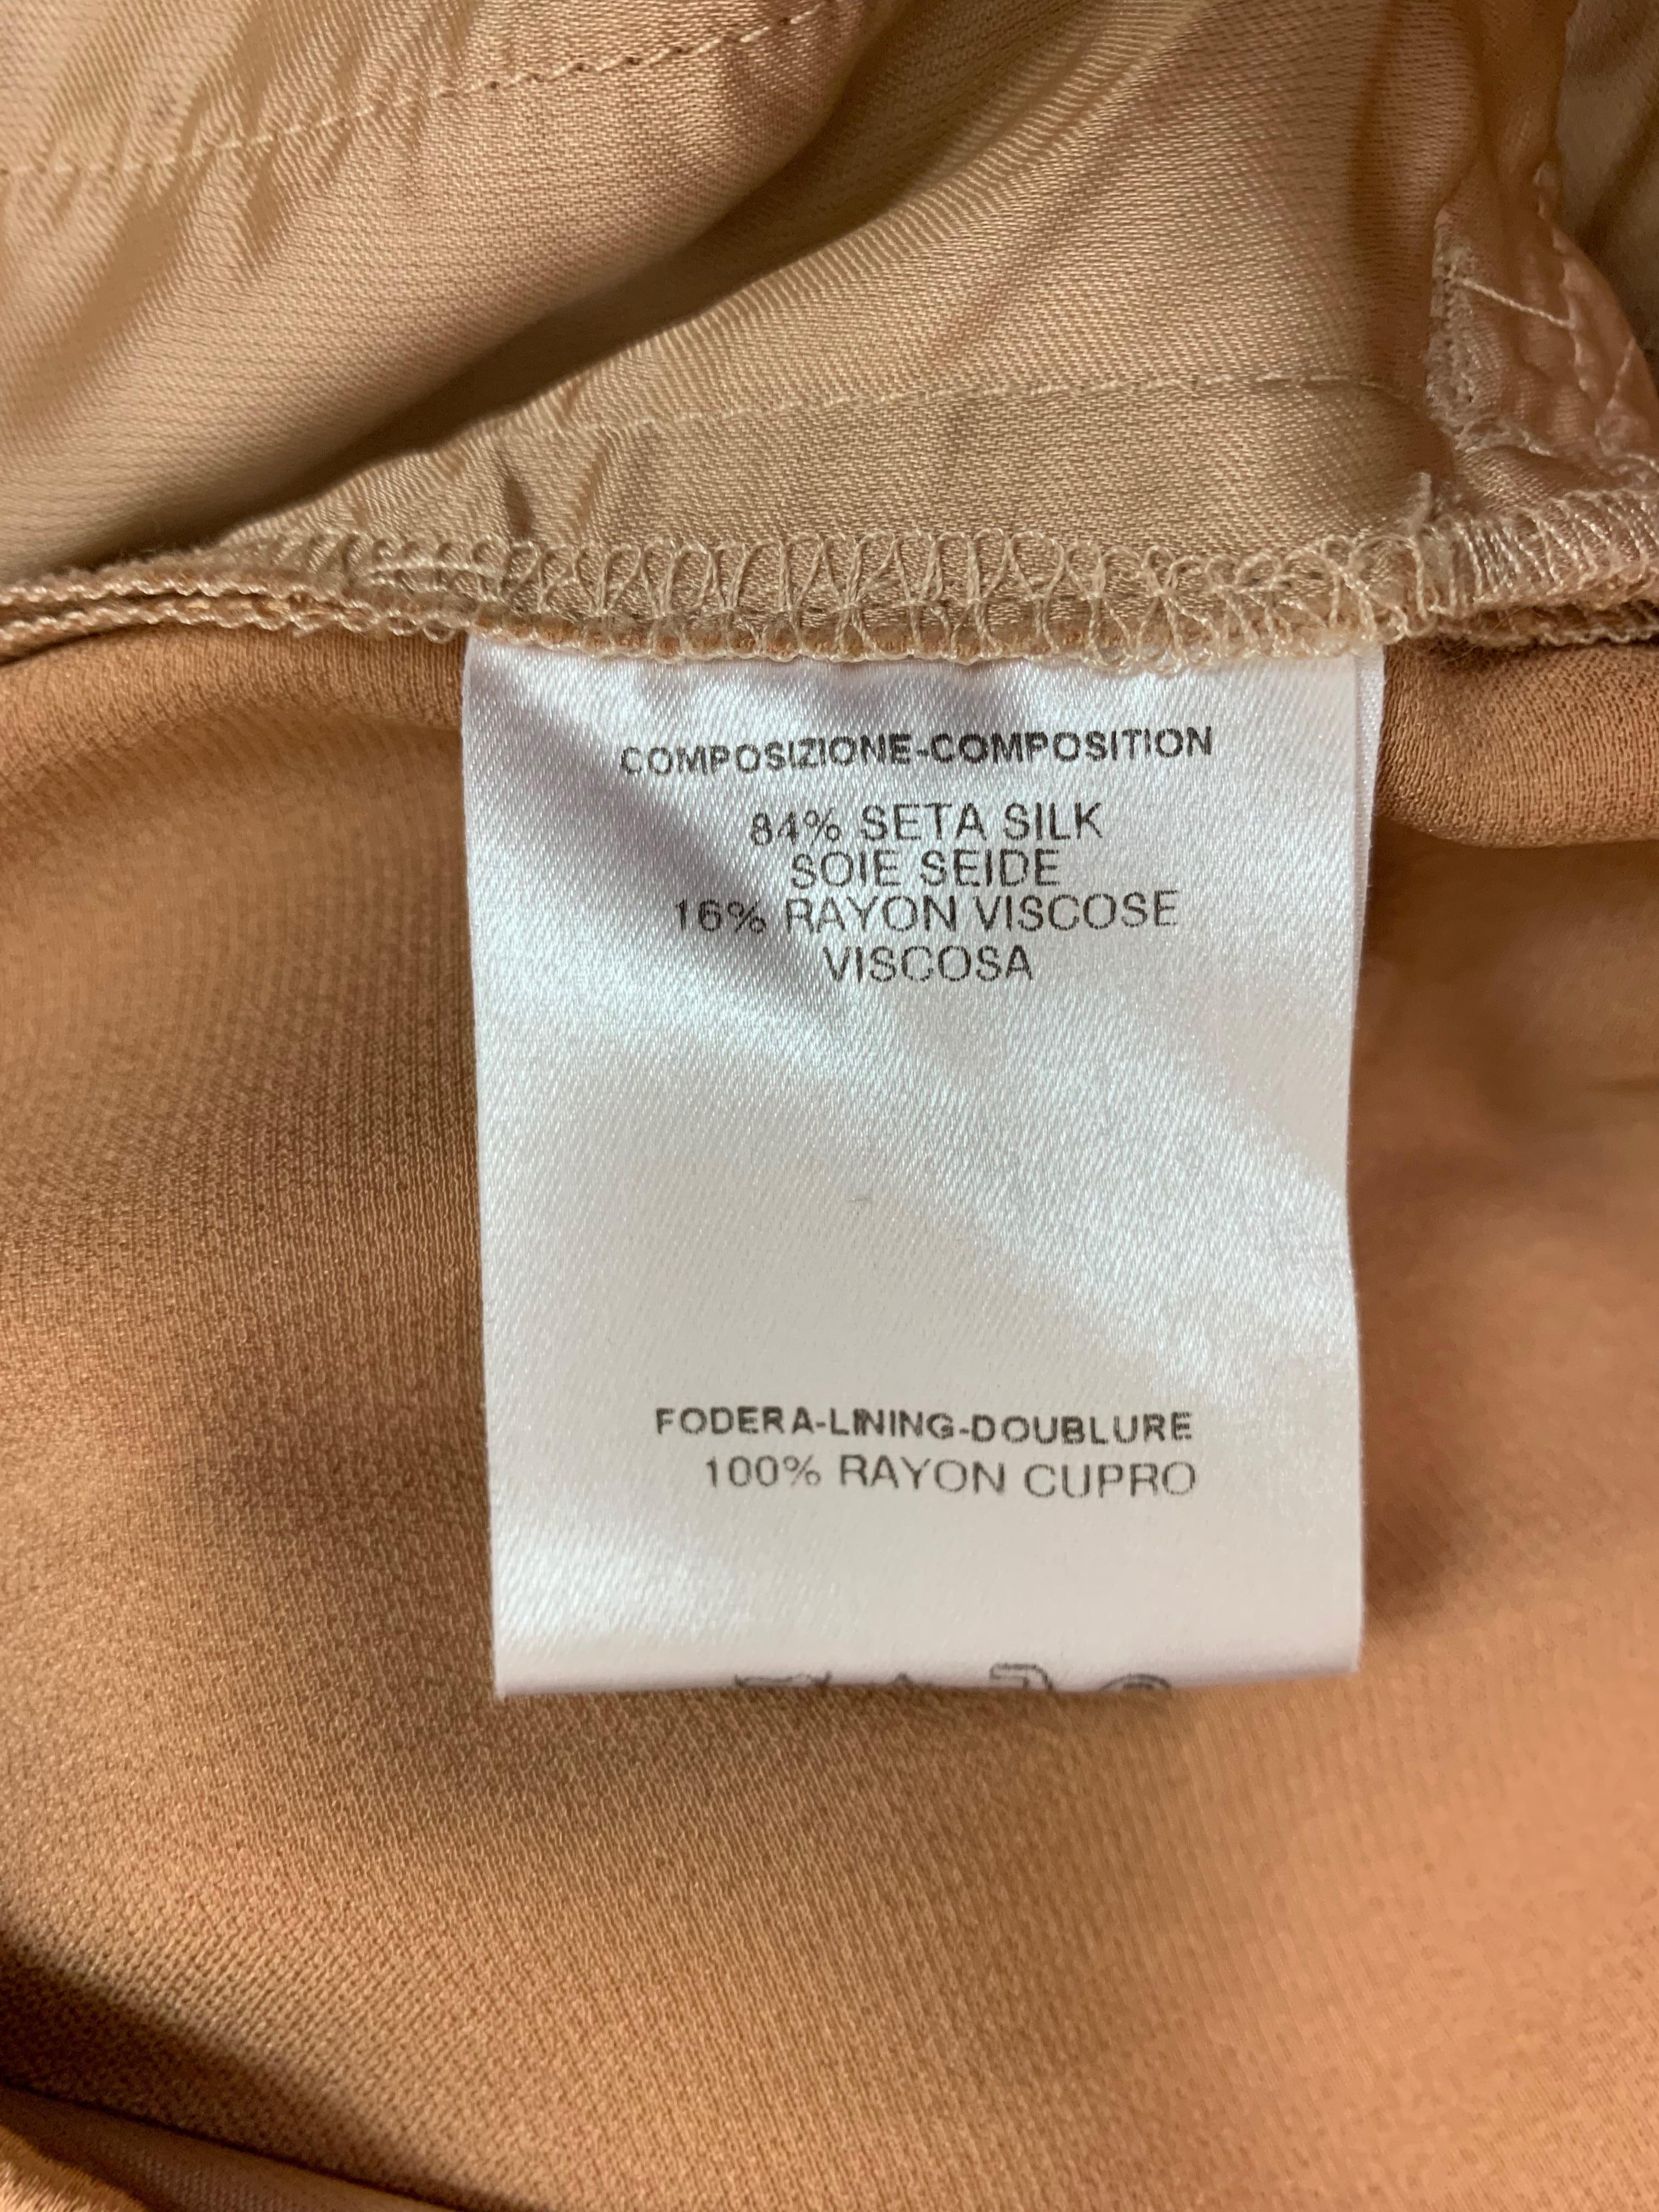 COMPOSIZIONE-COMPOSITION
84% SETA SILK
SOIE SEIDE
16% RAYON VISCOSE
VISCOSA
FODERA-LINING-DOUBLURE
100% RAYON CUPRO